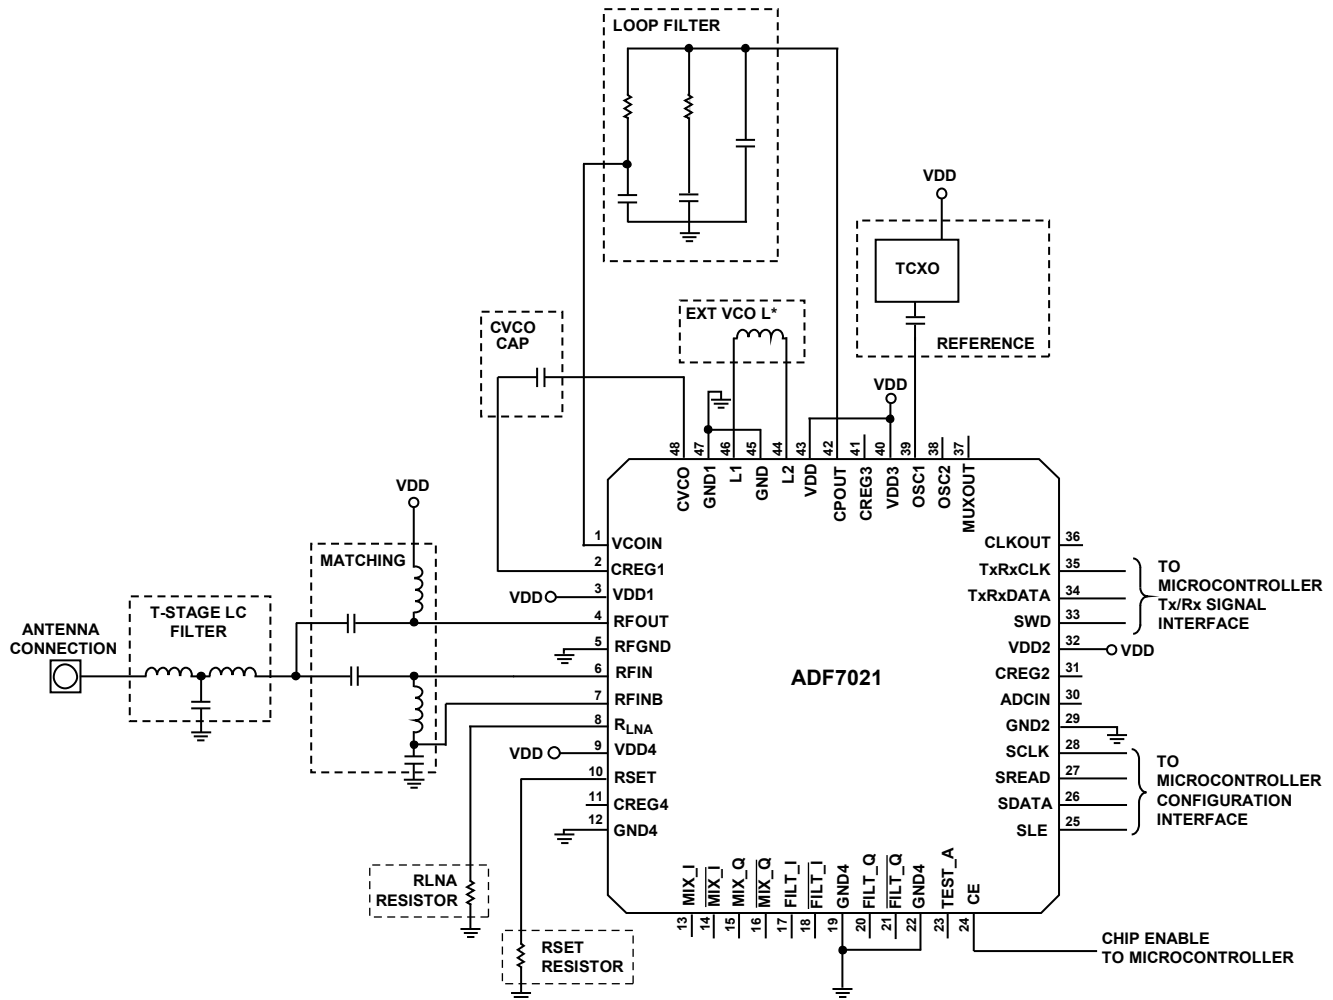 LOOP FILTER
VDD
TCXO
REFERENCE
EXT VCO L*
CVCO
CAP
VDD
48
47
46
45
44
43
42
41
40
39
38
37
CVCO
GND1
L1
GND
L2
VDD
CPOUT
CREG3
VDD3
OSC1
OSC2
MUXOUT
VDD
MATCHING
T-STAGE LC
FILTER
ANTENNA
CONNECTION
1 VCOIN
2 CREG1
VDD 3 VDD1
4 RFOUT
5 RFGND
6 RFIN
7 RFINB
8 RLNA
VDD 9 VDD4
10 RSET
11 CREG4
12 GND4
ADF7021
CLKOUT 36
TxRxCLK 35
TxRxDATA 34
SWD 33
VDD2 32 VDD
CREG2 31
ADCIN 30
GND2 29
SCLK 28
SREAD 27
SDATA 26
SLE 25
TO
MICROCONTROLLER
Tx/Rx SIGNAL
INTERFACE
TO
MICROCONTROLLER
CONFIGURATION
INTERFACE
MIX_I
MIX_I
MIX_Q
MIX_Q
FILT_I
FILT_I
GND4
FILT_Q
FILT_Q
GND4
TEST_A
CE
13
14
15
16
17
18
19
20
21
22
23
24
RLNA
RESISTOR
RSET
RESISTOR
CHIP ENABLE
TO MICROCONTROLLER